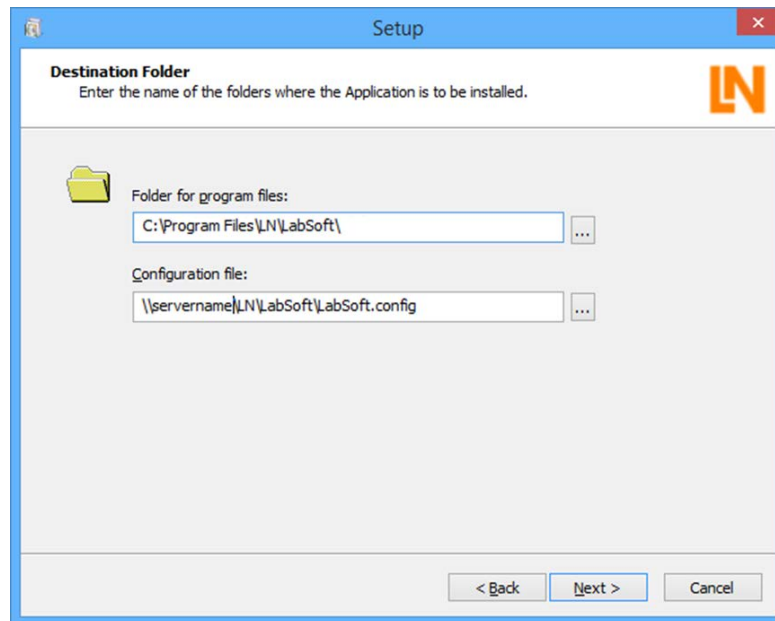 Setup
Destination Folder
Enter the name of the folders where the Application is to be installed.
LN
Folder for program files:
C:\Program Files\LN\LabSoft\
...
Configuration file:
\\servername\LN\LabSoft\LabSoft.config
...
< Back
Next >
Cancel